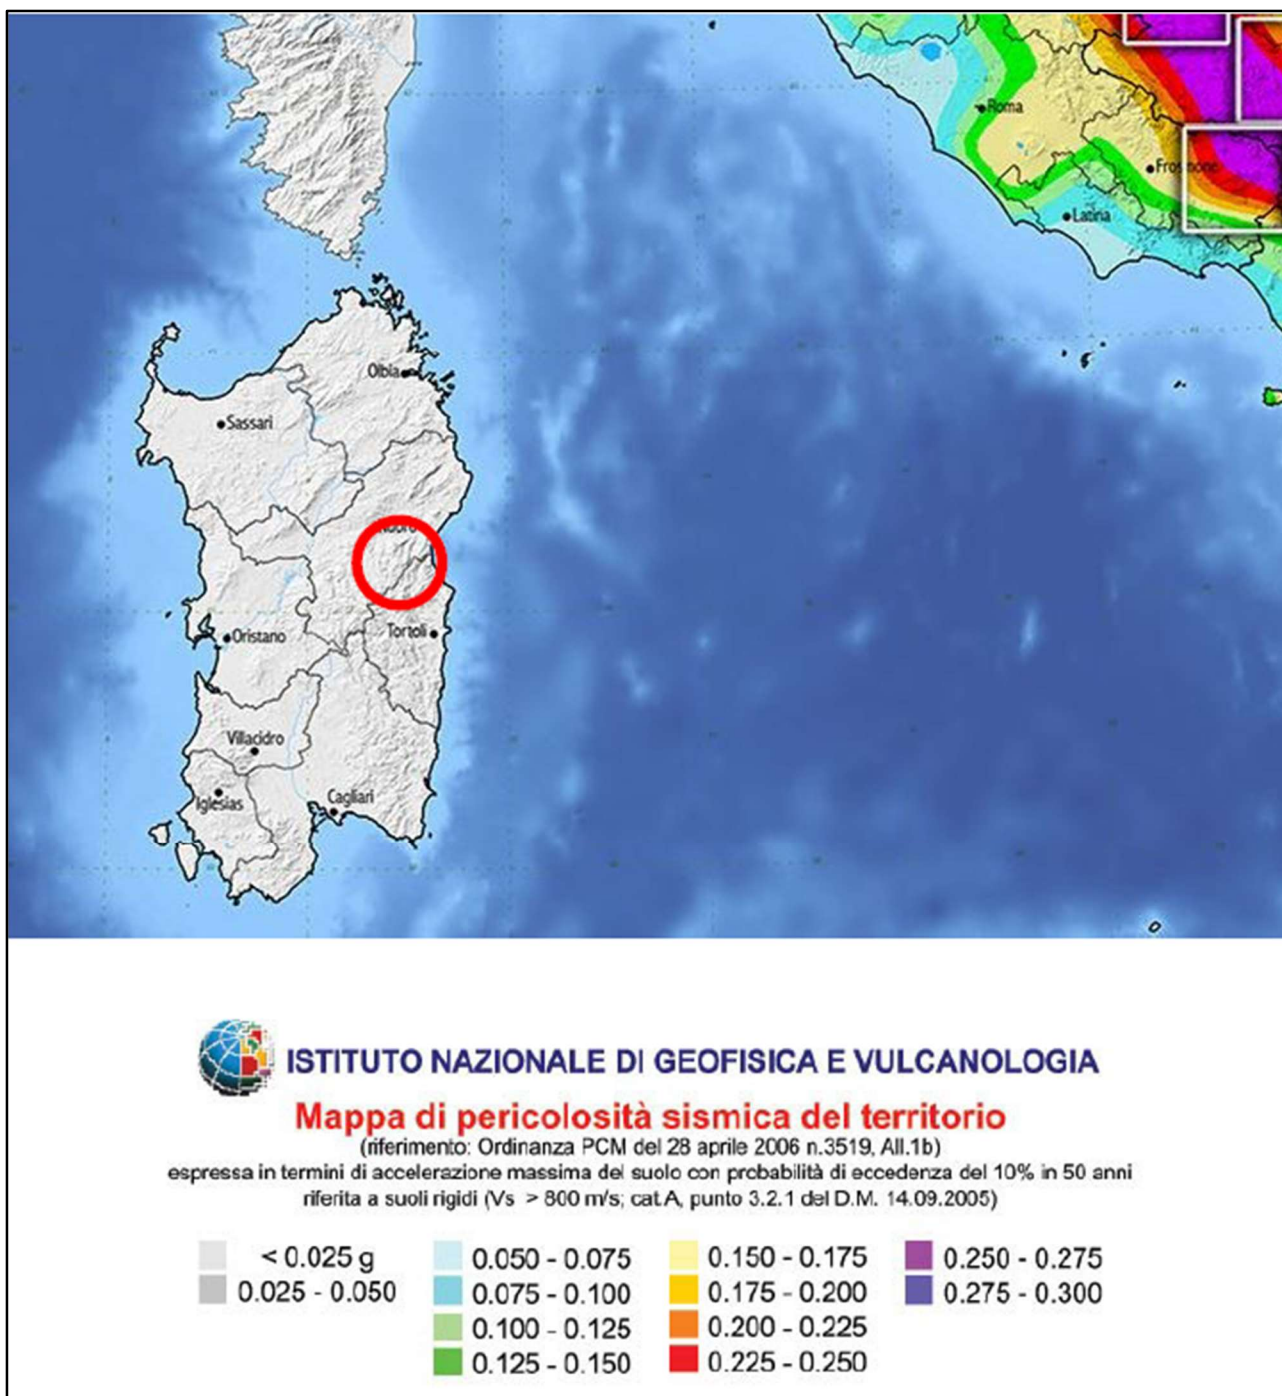 Roma
Frosinone
Latina
Olbia
Sassari
Nuoro
Oristano
Tortoli
Villacidro
Iglesias
Cagliari
ISTITUTO NAZIONALE DI GEOFISICA E VULCANOLOGIA
Mappa di pericolosità sismica del territorio
(riferimento: Ordinanza PCM del 28 aprile 2006 n.3519, All.1b)
espressa in termini di accelerazione massima del suolo con probabilità di eccedenza del 10% in 50 anni
riferita a suoli rigidi (Vs > 800 m/s; cat.A, punto 3.2.1 del D.M. 14.09.2005)
< 0.025 g 0.050 - 0.075 0.150 - 0.175 0.250 - 0.275
0.025 - 0.050 0.075 - 0.100 0.175 - 0.200 0.275 - 0.300
0.100 - 0.125 0.200 - 0.225
0.125 - 0.150 0.225 - 0.250